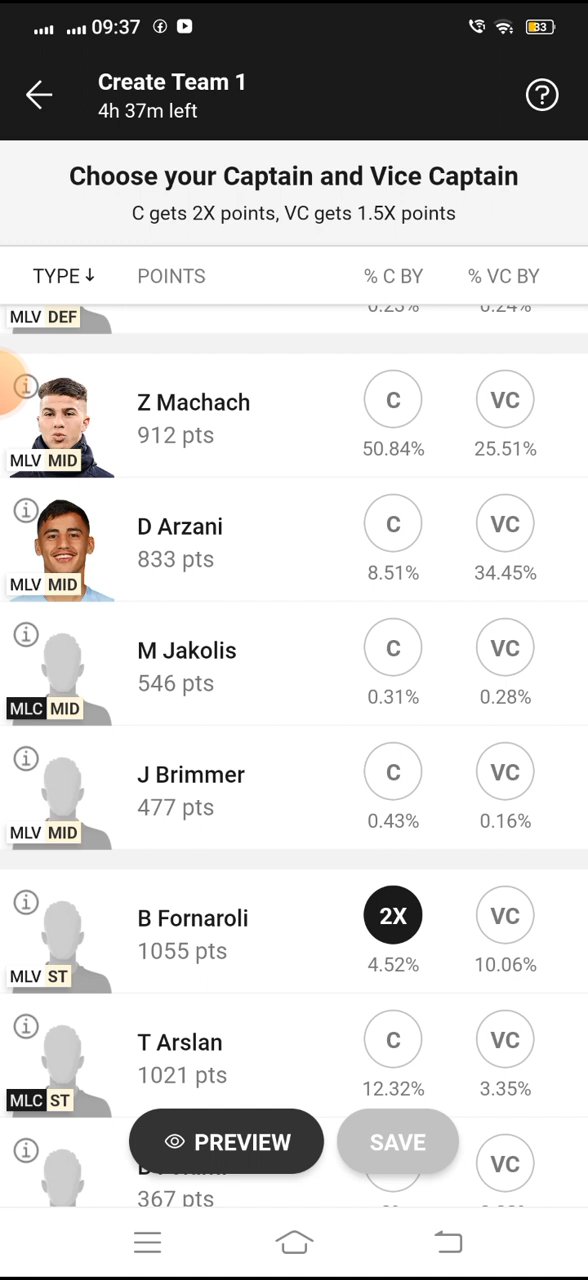 09:37
33
Create Team 1
4h 37m left
Choose your Captain and Vice Captain
C gets 2X points, VC gets 1.5X points
TYPE ↓ POINTS % C BY % VC BY
0.23% 0.24%
MLV DEF
Z Machach C VC
912 pts 50.84% 25.51%
MLV MID
D Arzani C VC
833 pts 8.51% 34.45%
MLV MID
M Jakolis C VC
546 pts 0.31% 0.28%
MLC MID
J Brimmer C VC
477 pts 0.43% 0.16%
MLV MID
B Fornaroli 2X VC
1055 pts 4.52% 10.06%
MLV ST
T Arslan C VC
1021 pts 12.32% 3.35%
MLC ST
PREVIEW SAVE
VC
367 pts